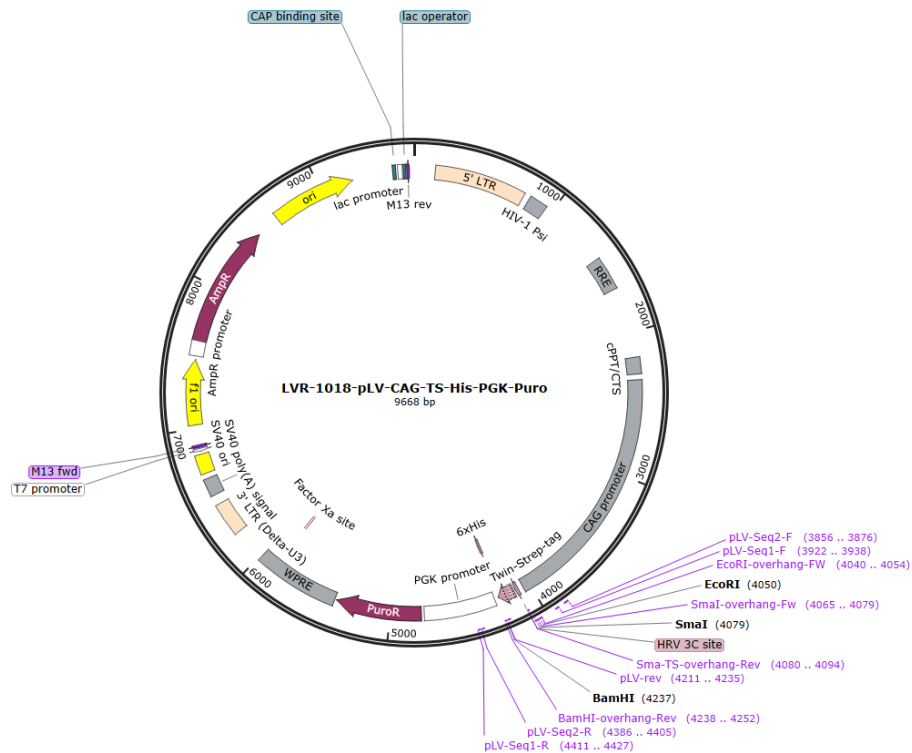 CAP binding site
lac operator
9000
ori
lac promoter
M13 rev
5' LTR
1000
HIV-1 Psi
RRE
2000
cPPT/CTS
3000
CAG promoter
8000
AmpR
AmpR promoter
f1 ori
7000
M13 fwd
T7 promoter
SV40 ori
SV40 poly(A) signal
3' LTR (Delta-U3)
6000
WPRE
Factor Xa site
LVR-1018-pLV-CAG-TS-His-PGK-Puro
9668 bp
6xHis
Twin-Strep-tag
PGK promoter
PuroR
5000
4000
pLV-Seq2-F (3856 .. 3876)
pLV-Seq1-F (3922 .. 3938)
EcoRI-overhang-FW (4040 .. 4054)
EcoRI (4050)
SmaI-overhang-Fw (4065 .. 4079)
SmaI (4079)
HRV 3C site
Sma-TS-overhang-Rev (4080 .. 4094)
pLV-rev (4211 .. 4235)
BamHI (4237)
BamHI-overhang-Rev (4238 .. 4252)
pLV-Seq2-R (4386 .. 4405)
pLV-Seq1-R (4411 .. 4427)